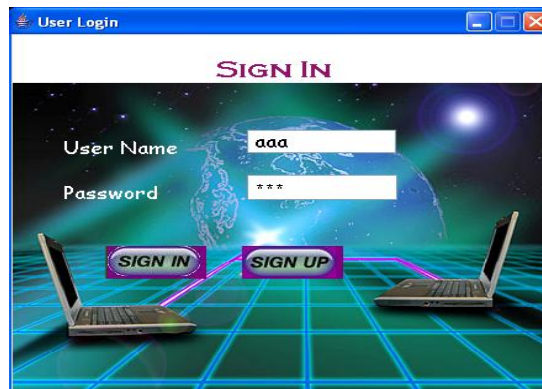 User Login
SIGN IN
User Name aaa
Password ***
SIGN IN SIGN UP